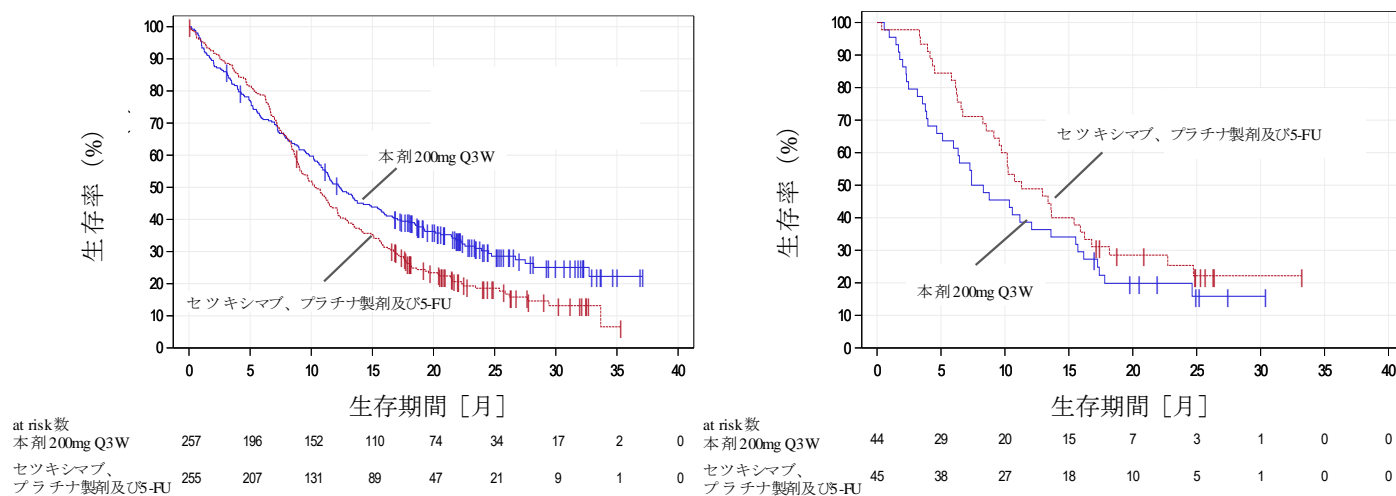 100
90
80
70
60
50
40
30
20
10
0
生存率 (%)
本剤200mg Q3W
セツキシマブ、プラチナ製剤及び5-FU
0 5 10 15 20 25 30 35 40
生存期間 [月]
at risk数
本剤200mg Q3W 257 196 152 110 74 34 17 2 0
セツキシマブ、
プラチナ製剤及び5-FU 255 207 131 89 47 21 9 1 0
100
90
80
70
60
50
40
30
20
10
0
生存率 (%)
セツキシマブ、プラチナ製剤及び5-FU
本剤200mg Q3W
0 5 10 15 20 25 30 35 40
生存期間 [月]
at risk数
本剤200mg Q3W 44 29 20 15 7 3 1 0 0
セツキシマブ、
プラチナ製剤及び5-FU 45 38 27 18 10 5 1 0 0